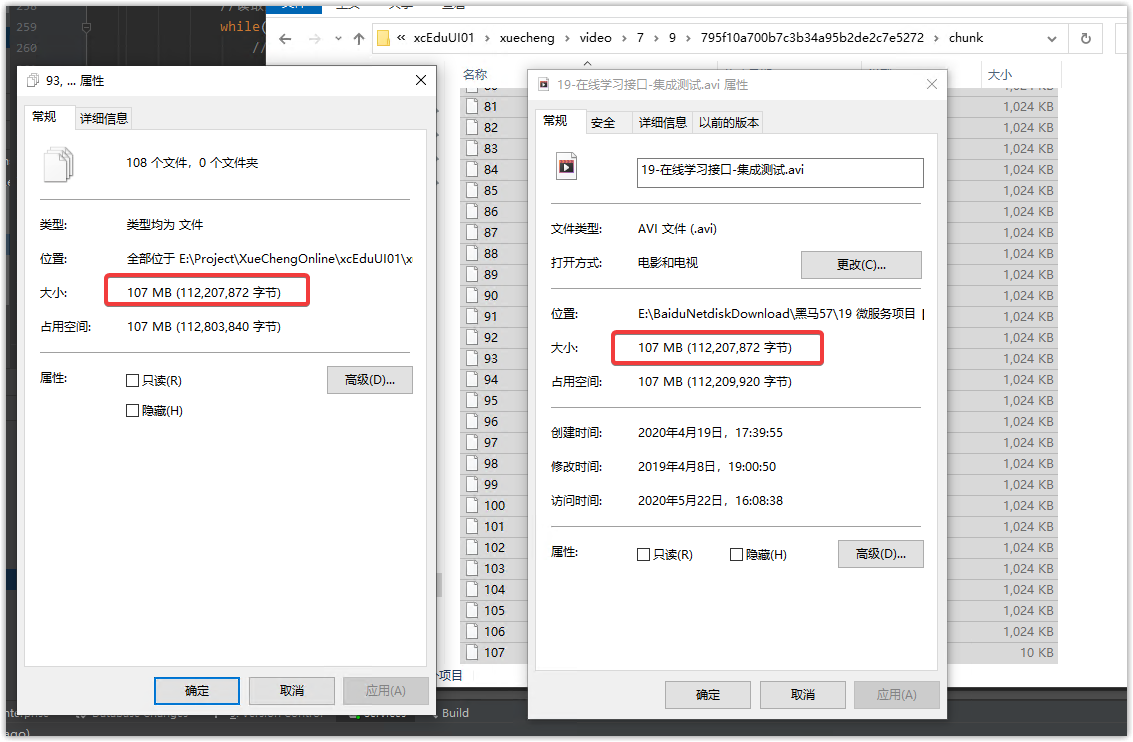 259
while(
260
//
« xcEduUI01 > xuecheng > video > 7 > 9 > 795f10a700b7c3b34a95b2de2c7e5272 > chunk
名称
大小
81 1,024 KB
82 1,024 KB
83 1,024 KB
84 1,024 KB
85 1,024 KB
86 1,024 KB
87 1,024 KB
88 1,024 KB
89 1,024 KB
90 1,024 KB
91 1,024 KB
92 1,024 KB
93 1,024 KB
94 1,024 KB
95 1,024 KB
96 1,024 KB
97 1,024 KB
98 1,024 KB
99 1,024 KB
100 1,024 KB
101 1,024 KB
102 1,024 KB
103 1,024 KB
104 1,024 KB
105 1,024 KB
106 1,024 KB
107 10 KB
93, ... 属性
常规
详细信息
108 个文件，0 个文件夹
类型: 类型均为 文件
位置: 全部位于 E:\Project\XueChengOnline\xcEduUI01\x
大小: 107 MB (112,207,872 字节)
占用空间: 107 MB (112,803,840 字节)
属性: 只读(R)
高级(D)...
隐藏(H)
确定
取消
应用(A)
19-在线学习接口-集成测试.avi 属性
常规
安全
详细信息
以前的版本
19-在线学习接口-集成测试.avi
文件类型: AVI 文件 (.avi)
打开方式: 电影和电视
更改(C)...
位置: E:\BaiduNetdiskDownload\黑马57\19 微服务项目
大小: 107 MB (112,207,872 字节)
占用空间: 107 MB (112,209,920 字节)
创建时间: 2020年4月19日，17:39:55
修改时间: 2019年4月8日，19:00:50
访问时间: 2020年5月22日，16:08:38
属性: 只读(R) 隐藏(H)
高级(D)...
确定
取消
应用(A)
项目
Build